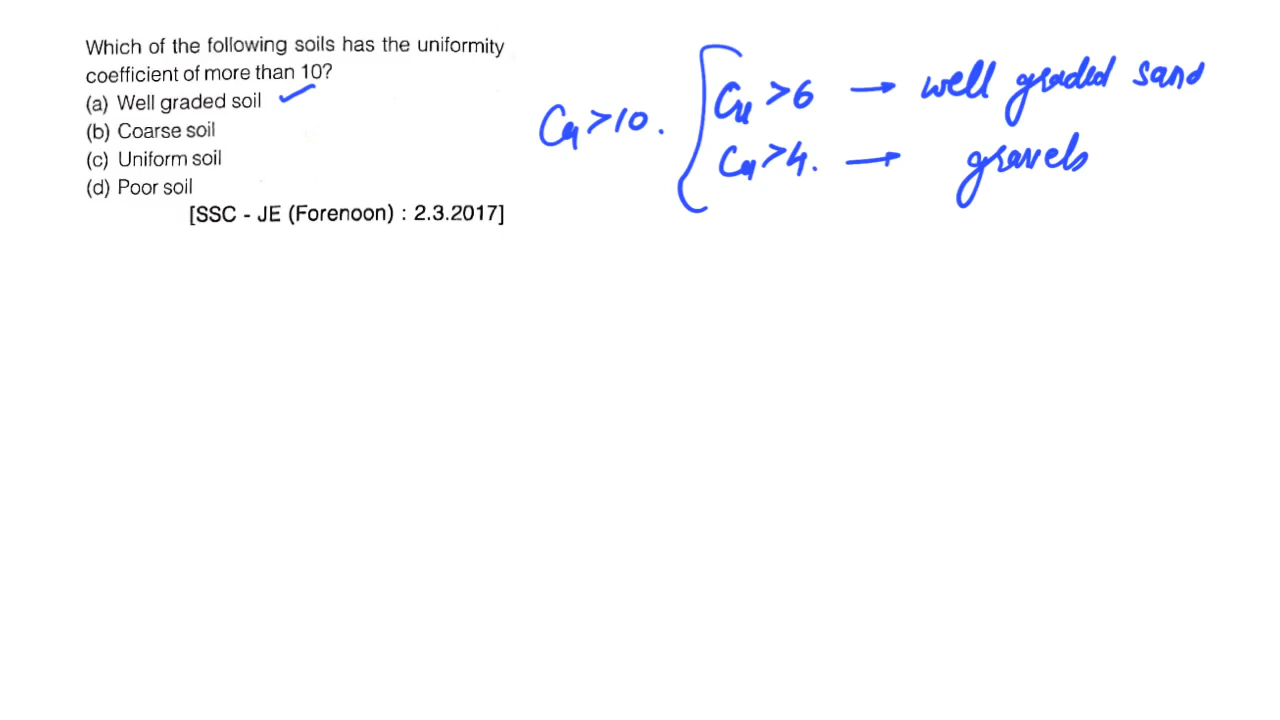 Which of the following soils has the uniformity
coefficient of more than 10?
(a) Well graded soil ✓
(b) Coarse soil
(c) Uniform soil
(d) Poor soil
[SSC - JE (Forenoon) : 2.3.2017]
Cu>10.
Cu>6 → well graded sand
Cu>4. → gravels